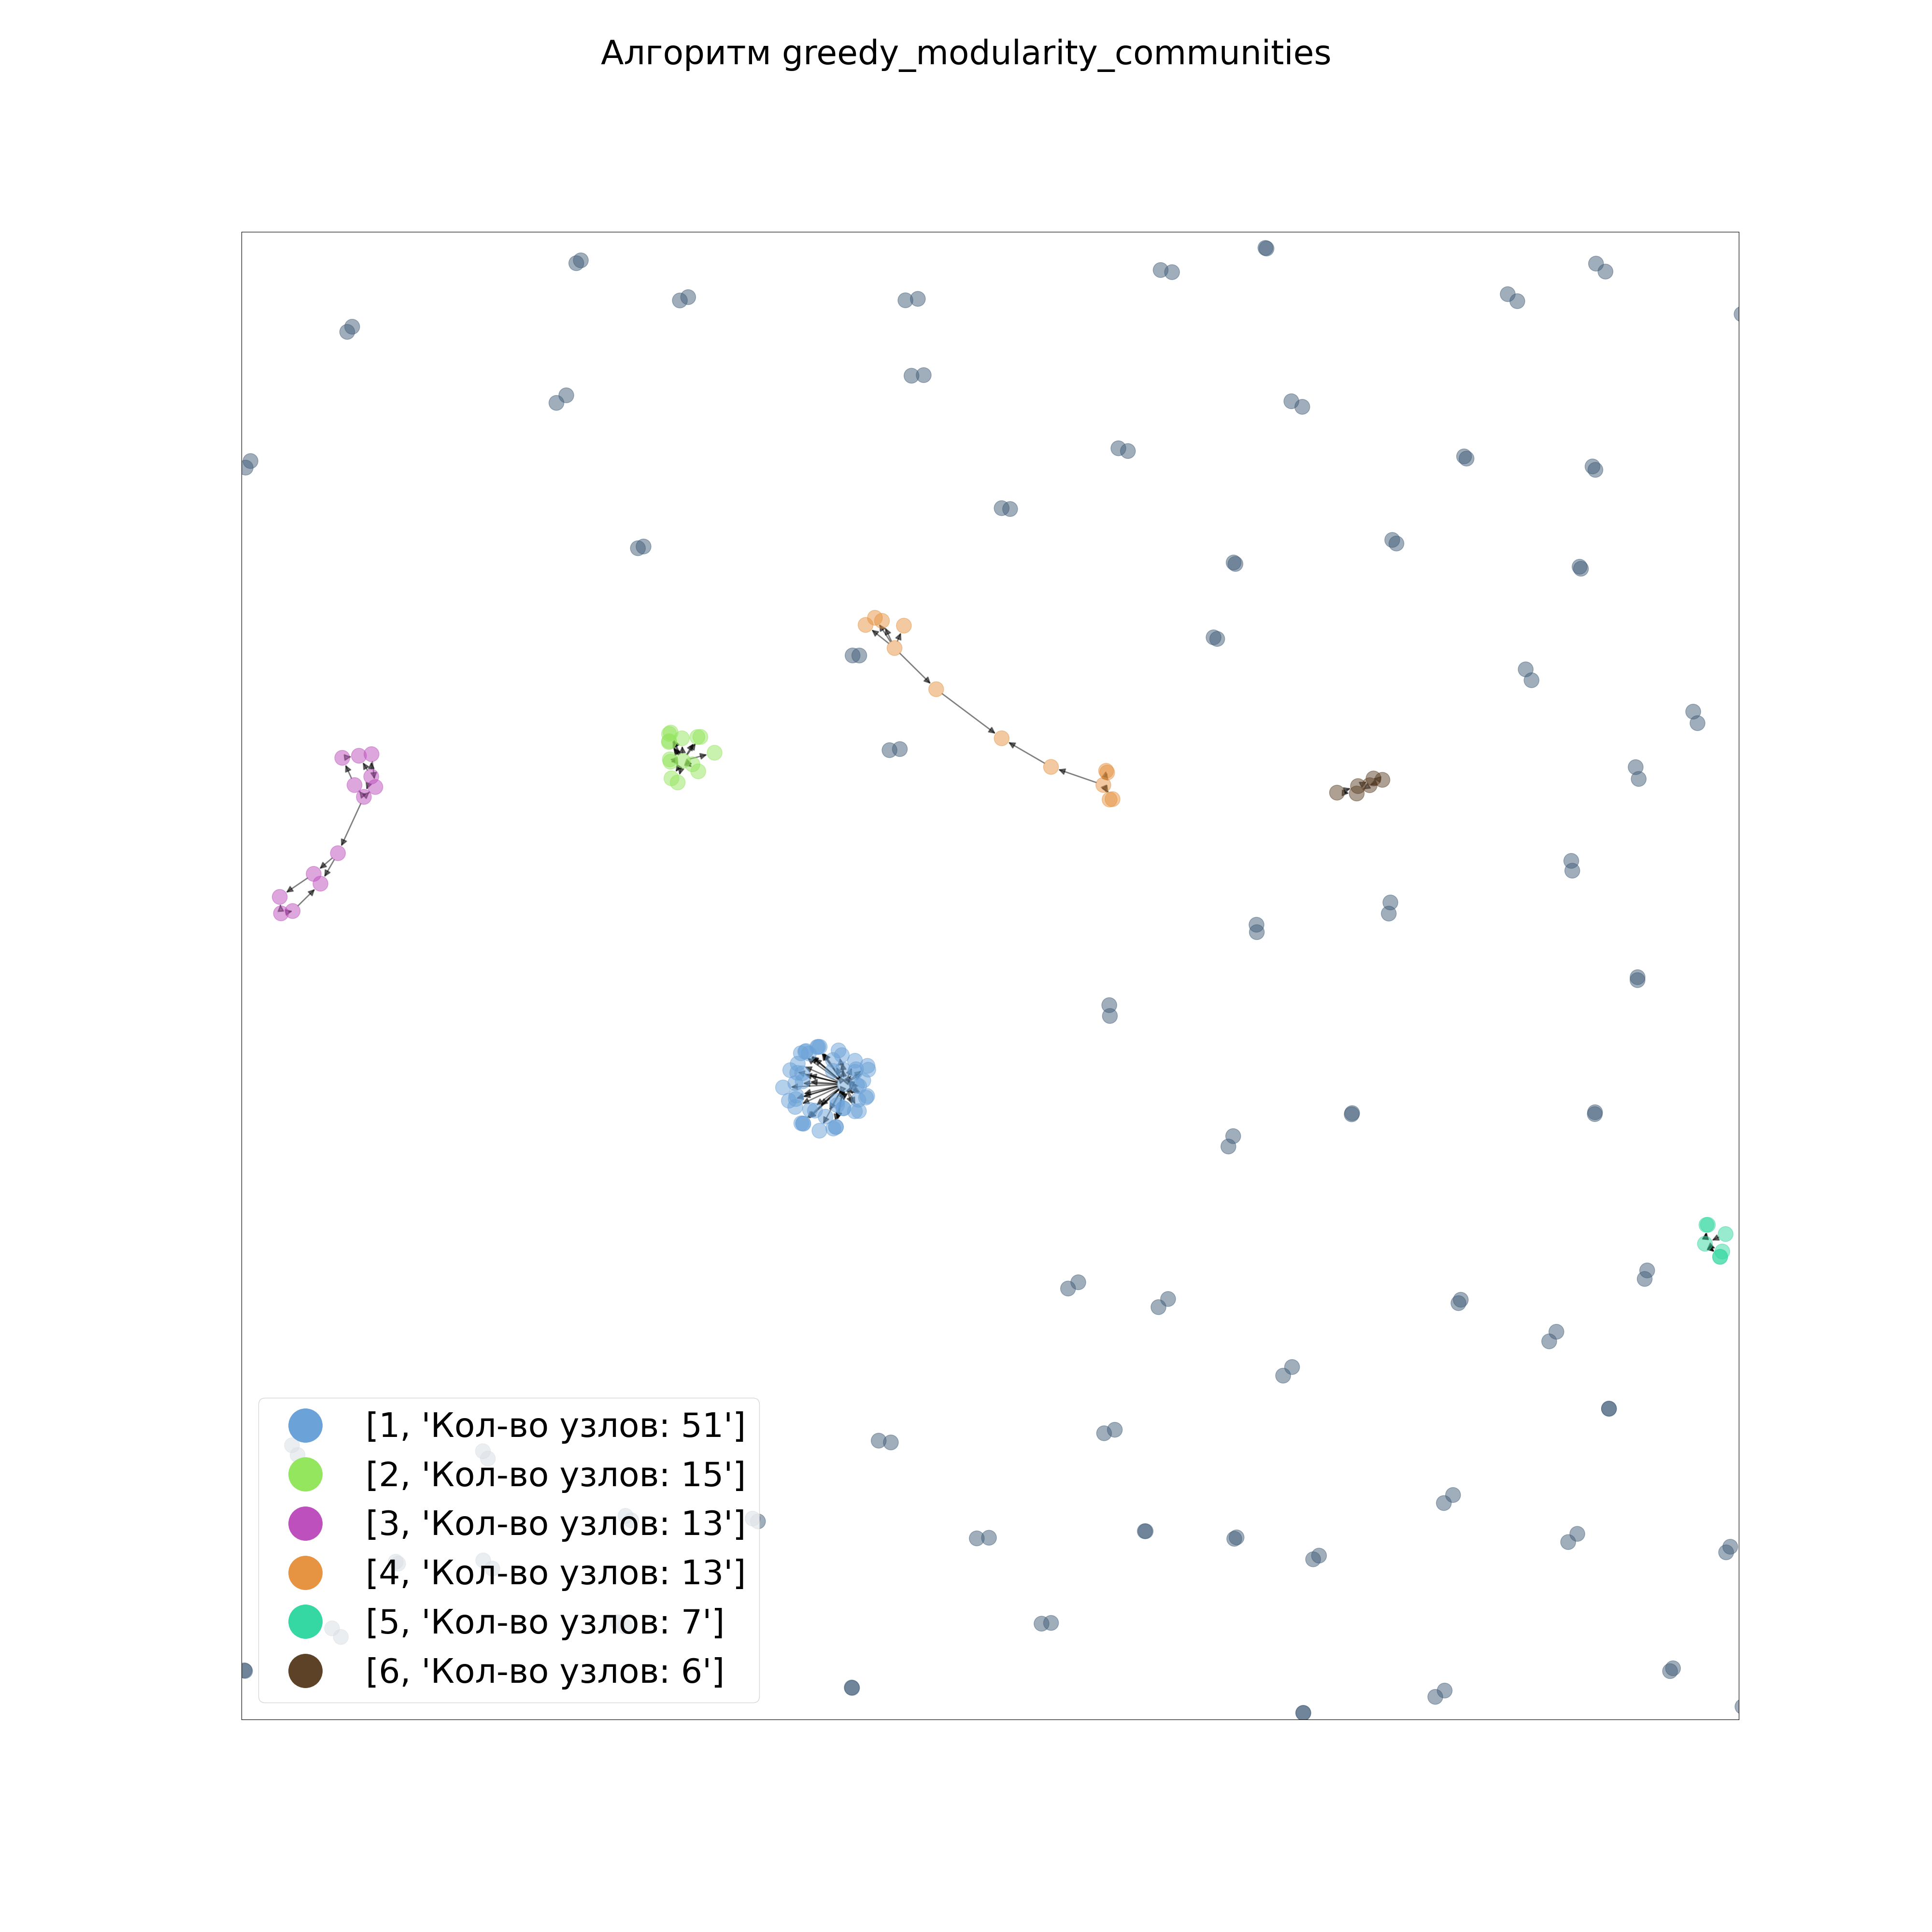 Алгоритм greedy_modularity_communities
[1, 'Кол-во узлов: 51']
[2, 'Кол-во узлов: 15']
[3, 'Кол-во узлов: 13']
[4, 'Кол-во узлов: 13']
[5, 'Кол-во узлов: 7']
[6, 'Кол-во узлов: 6']